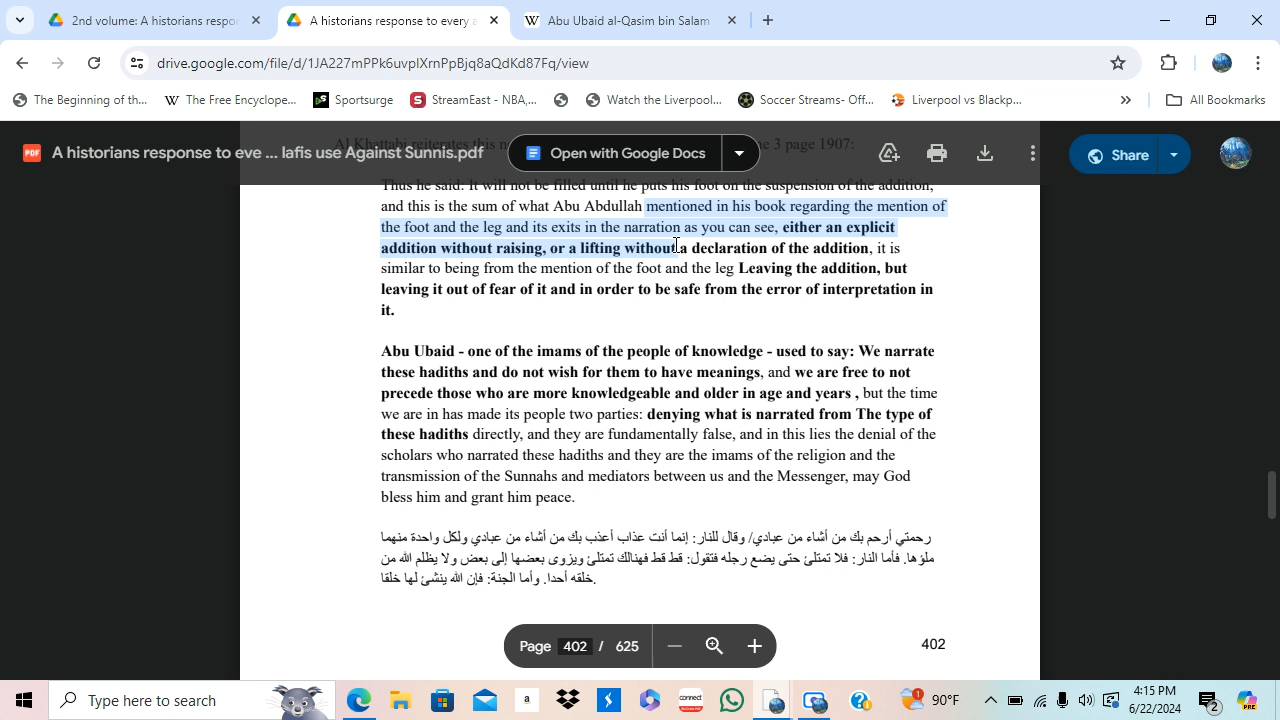 2nd volume: A historians respo
A historians response to every a
Abu Ubaid al-Qasim bin Salam
drive.google.com/file/d/1JA227mPPk6uvpIXrnPpBq8aQdKd87Fq/view
The Beginning of th...
The Free Encyclope...
Sportsurge
StreamEast - NBA,...
Watch the Liverpool...
Soccer Streams- Off...
Liverpool vs Blackp...
All Bookmarks
A historians response to eve ... lafis use Against Sunnis.pdf
Open with Google Docs
Share
Al Khattabi reiterates this 3 page 1907:
Thus he said: It will not be filled until he puts his foot on the suspension of the addition,
and this is the sum of what Abu Abdullah mentioned in his book regarding the mention of
the foot and the leg and its exits in the narration as you can see, either an explicit
addition without raising, or a lifting without a declaration of the addition, it is
similar to being from the mention of the foot and the leg Leaving the addition, but
leaving it out of fear of it and in order to be safe from the error of interpretation in
it.
Abu Ubaid - one of the imams of the people of knowledge - used to say: We narrate
these hadiths and do not wish for them to have meanings, and we are free to not
precede those who are more knowledgeable and older in age and years , but the time
we are in has made its people two parties: denying what is narrated from The type of
these hadiths directly, and they are fundamentally false, and in this lies the denial of the
scholars who narrated these hadiths and they are the imams of the religion and the
transmission of the Sunnahs and mediators between us and the Messenger, may God
bless him and grant him peace.
رحمتي أرحم بك من أشاء من عبادي/ وقال للنار: إنما أنت عذاب أعذب بك من أشاء من عبادي ولكل واحدة منهما
ملؤها. فأما النار: فلا تمتلئ حتى يضع رجله فتقول: قط قط فهنالك تمتلئ ويزوى بعضها إلى بعض ولا يظلم الله من
خلقه أحدا. وأما الجنة: فإن الله ينشئ لها خلقا.
Page 402 / 625
402
Type here to search
a
connect
1
90°F
4:15 PM
6/22/2024
2
PRE